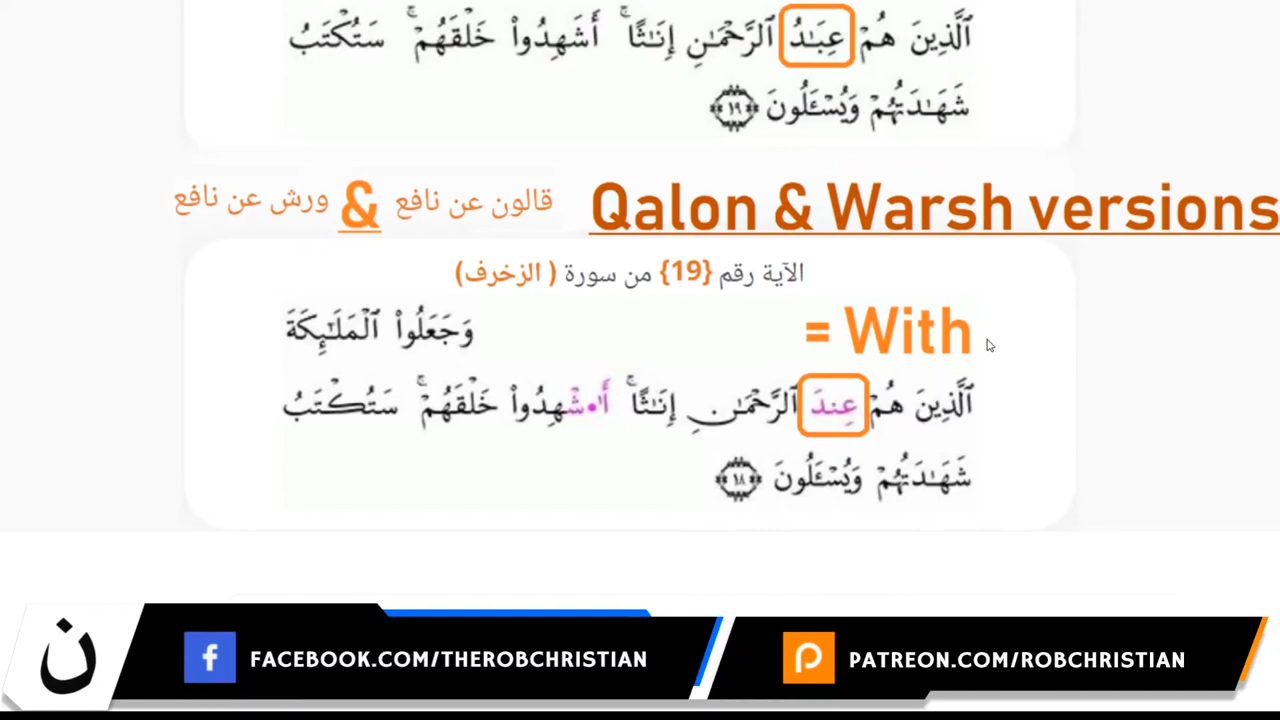 ٱلَّذِينَ هُمْ عِبَٰدُ ٱلرَّحْمَٰنِ إِنَٰثًا ۚ أَشَهِدُوا۟ خَلْقَهُمْ ۚ سَتُكْتَبُ
شَهَٰدَتُهُمْ وَيُسْـَٔلُونَ ﴿١٩﴾
قالون عن نافع & ورش عن نافع
Qalon & Warsh versions
الآية رقم {19} من سورة ( الزخرف)
= With
وَجَعَلُوا۟ ٱلْمَلَٰٓئِكَةَ
ٱلَّذِينَ هُمْ عِندَ ٱلرَّحْمَٰنِ إِنَٰثًا ۚ أَا۟•شْهِدُوا۟ خَلْقَهُمْ ۚ سَتُكْتَبُ
شَهَٰدَتُهُمْ وَيُسْـَٔلُونَ ﴿١٨﴾
ن
FACEBOOK.COM/THEROBCHRISTIAN
PATREON.COM/ROBCHRISTIAN